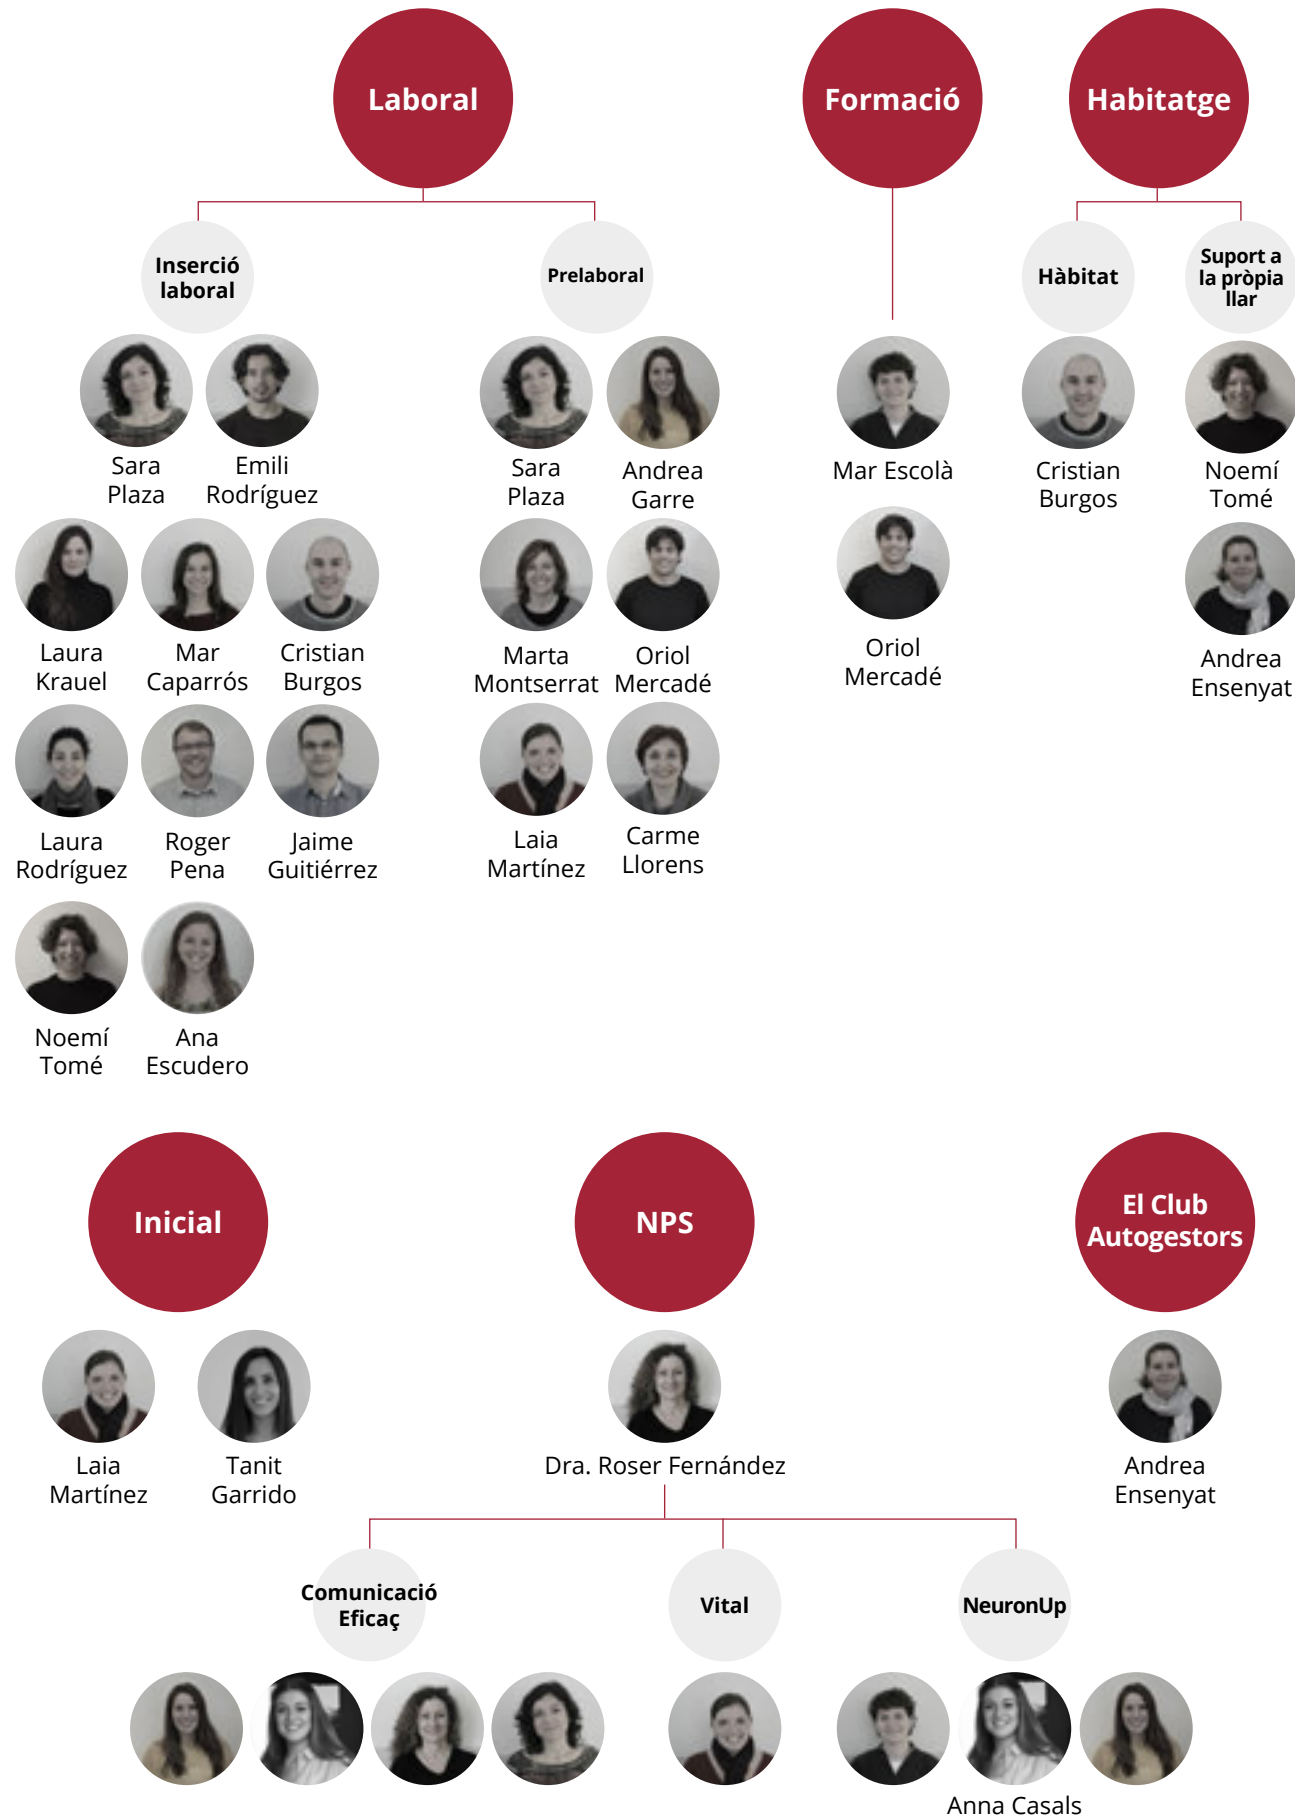 Laboral
Formació
Habitatge
Inserció
laboral
Prelaboral
Hàbitat
Suport a
la pròpia
llar
Sara
Plaza
Emili
Rodríguez
Sara
Plaza
Andrea
Garre
Mar Escolà
Cristian
Burgos
Noemí
Tomé
Laura
Krauel
Mar
Caparrós
Cristian
Burgos
Marta
Montserrat
Oriol
Mercadé
Oriol
Mercadé
Andrea
Ensenyat
Laura
Rodríguez
Roger
Pena
Jaime
Guitiérrez
Laia
Martínez
Carme
Llorens
Noemí
Tomé
Ana
Escudero
Inicial
NPS
El Club
Autogestors
Laia
Martínez
Tanit
Garrido
Dra. Roser Fernández
Andrea
Ensenyat
Comunicació
Eficaç
Vital
NeuronUp
Anna Casals